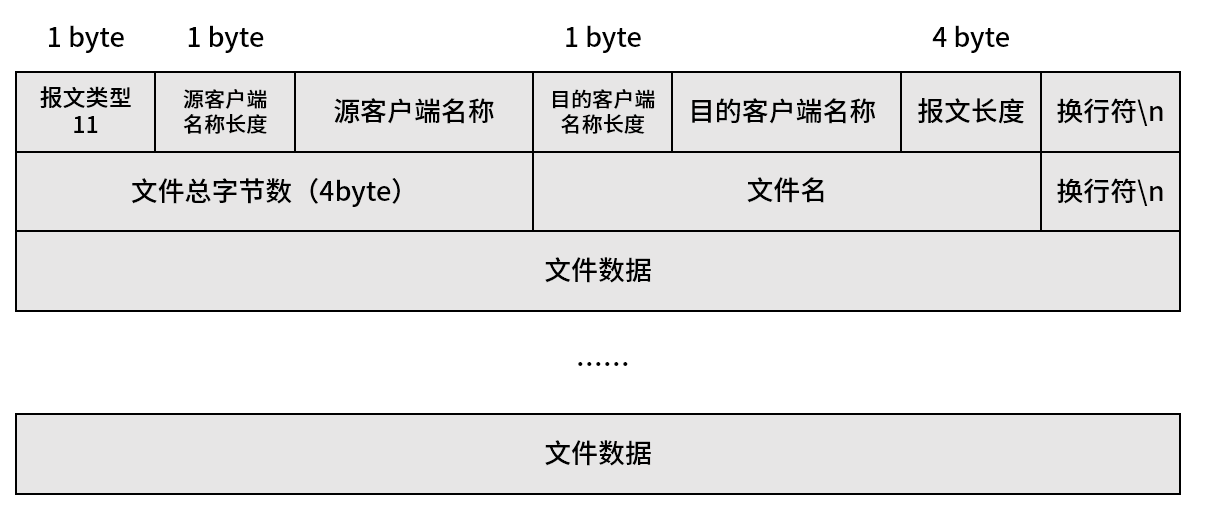 1 byte
1 byte
1 byte
4 byte
报文类型
11
源客户端
名称长度
源客户端名称
目的客户端
名称长度
目的客户端名称
报文长度
换行符\n
文件总字节数（4byte）
文件名
换行符\n
文件数据
......
文件数据